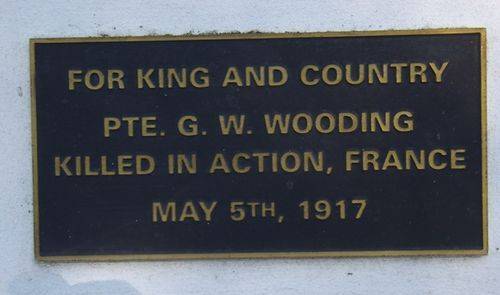 FOR KING AND COUNTRY
PTE. G. W. WOODING
KILLED IN ACTION, FRANCE
MAY 5TH, 1917